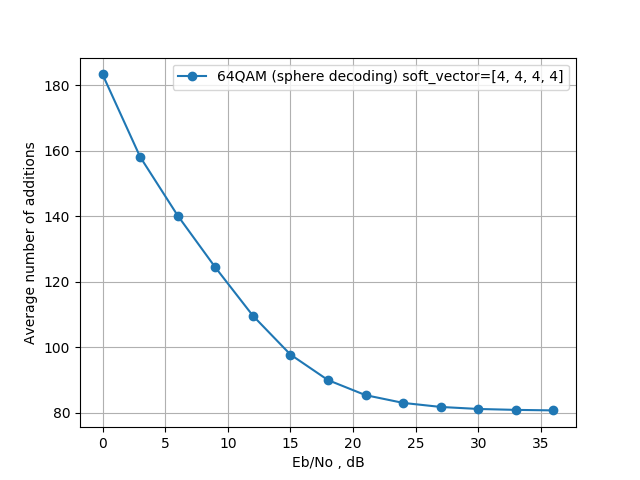 64QAM (sphere decoding) soft_vector=[4, 4, 4, 4]
Average number of additions
180
160
140
120
100
80
0 5 10 15 20 25 30 35
Eb/No , dB